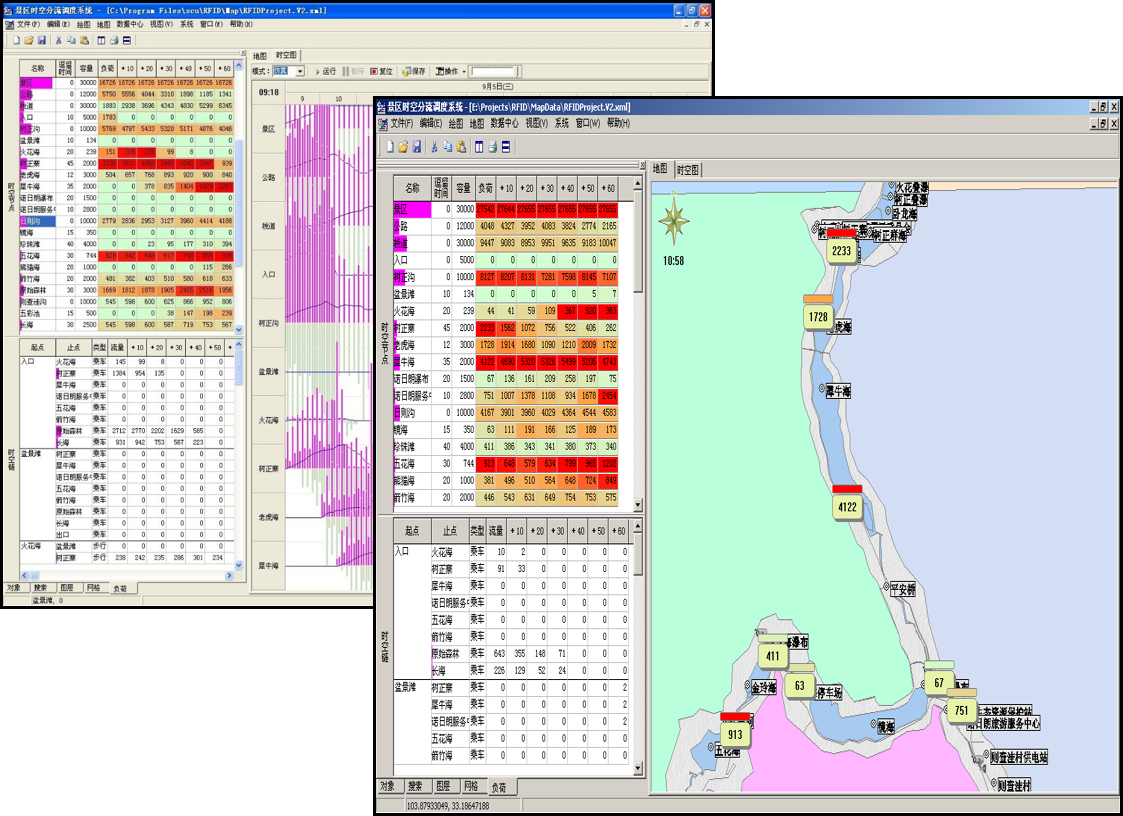 景区时空分流调度系统 - [C:\Program Files\scu\RFID\Map\RFIDProject.V2.xml]
文件(F) 编辑(E) 绘图 地图 数据中心 视图(V) 系统 窗口(W) 帮助(H)
地图 时空图
模式: 运行 复位 保存 操作
9月5日(三)
09:18
9 10
景区
公路
栈道
入口
树正沟
盆景滩
火花海
树正寨
老虎海
犀牛海
名称 逗留时间 容量 负荷 +10 +20 +30 +40 +50 +60
景区 0 30000 16726 16726 16726 16726 16726 16726 16726
公路 0 12000 5750 5556 4044 3310 1898 1185 1341
栈道 0 30000 1883 2938 3696 4343 4830 5299 6345
入口 10 5000 1783 0 0 0 0 0 0
树正沟 0 10000 5769 4797 5433 5320 5171 4876 4046
盆景滩 10 134 0 0 0 0 0 0 0
火花海 20 239 151 99 8 0 0
树正寨 45 2000 939
老虎海 12 3000 504 657 768 893 920 900 840
犀牛海 35 2000 0 0 378 835 1404
诺日朗瀑布 20 1500 0 0 0 0 0 0 0
诺日朗服务 10 2800 0 0 0 0 0 0 0
日则沟 0 10000 2779 2836 2953 3127 3960 4414 4188
镜海 15 350 0 0 0 0 0 0 0
珍珠滩 40 4000 0 0 23 95 177 310 394
五花海 30 744
熊猫海 20 1000 0 0 0 0 0 115 266
箭竹海 20 2000 481 382 403 510 580 618 633
原始森林 30 3000 1669 1812 1878 1905 2455 2516 1956
则查洼沟 0 10000 545 598 600 625 866 952 806
五彩池 15 500 0 0 0 38 147 198 239
长海 30 2500 545 598 600 587 719 753 567
时空节点
起点 止点 类型 流量 +10 +20 +30 +40 +50 +
入口 火花海 乘车 145 99 8 0 0 0
树正寨 乘车 1384 954 135 0 0 0
犀牛海 乘车 0 0 0 0 0 0
诺日朗服务 乘车 0 0 0 0 0 0
五花海 乘车 0 0 0 0 0 0
箭竹海 乘车 0 0 0 0 0 0
原始森林 乘车 2712 2770 2202 1629 585 0
长海 乘车 931 942 753 567 223 0
盆景滩 树正寨 乘车 0 0 0 0 0 0
犀牛海 乘车 0 0 0 0 0 0
诺日朗服务 乘车 0 0 0 0 0 0
五花海 乘车 0 0 0 0 0 0
箭竹海 乘车 0 0 0 0 0 0
原始森林 乘车 0 0 0 0 0 0
长海 乘车 0 0 0 0 0 0
出口 乘车 0 0 0 0 0 0
火花海 盆景滩 步行 0 0 0 0 0 0
树正寨 步行 238 242 235 286 301 234
时空链
对象 搜索 图层 网格 负荷
盆景滩, 0
景区时空分流调度系统 - [E:\Projects\RFID\MapData\RFIDProject.V2.xml]
文件(F) 编辑(E) 绘图 地图 数据中心 视图(V) 系统 窗口(W) 帮助(H)
名称 逗留时间 容量 负荷 +10 +20 +30 +40 +50 +60
景区 0 30000 27642 27644 27655 27655 27655 27655 27655
公路 0 12000 4048 4327 3952 4083 3824 2774 2165
栈道 0 30000 9447 9083 8953 9951 9635 9183 10047
入口 0 5000 0 0 0 0 0 0 0
树正沟 0 10000 8127 8207 8131 7281 7598 8145 7107
盆景滩 10 134 0 0 0 0 0 5 7
火花海 20 239 44 41 59 109 367 522 363
树正寨 45 2000 2233 1562 1072 756 522 406 262
老虎海 12 3000 1728 1914 1680 1090 1210 2009 1732
犀牛海 35 2000 4122 4690 5320 5326 5499 5208 4743
诺日朗瀑布 20 1500 67 136 161 209 258 197 75
诺日朗服务 10 2800 751 1007 1378 1108 934 1678 2454
日则沟 0 10000 4167 3901 3960 4029 4364 4544 4583
镜海 15 350 63 111 191 166 125 189 173
珍珠滩 40 4000 411 386 343 341 380 373 340
五花海 30 744 913 648 579 634 799 965 1202
熊猫海 20 1000 381 496 510 564 648 724 849
箭竹海 20 2000 446 543 631 649 754 753 575
时空节点
起点 止点 类型 流量 +10 +20 +30 +40 +50 +60
入口 火花海 乘车 10 2 0 0 0 0 0
树正寨 乘车 91 33 0 0 0 0 0
犀牛海 乘车 0 0 0 0 0 0 0
诺日朗服务 乘车 0 0 0 0 0 0 0
五花海 乘车 0 0 0 0 0 0 0
箭竹海 乘车 0 0 0 0 0 0 0
原始森林 乘车 643 355 148 71 0 0 0
长海 乘车 226 129 52 24 0 0 0
盆景滩 树正寨 乘车 0 0 0 0 0 0 2
犀牛海 乘车 0 0 0 0 0 0 2
诺日朗服务 乘车 0 0 0 0 0 0 2
五花海 乘车 0 0 0 0 0 0 0
箭竹海 乘车 0 0 0 0 0 0 0
时空链
对象 搜索 图层 网格 负荷
103.87933049, 33.18647188
地图 时空图
10:58
火花叠瀑
树正叠瀑
卧龙海
树正群海
2233
1728
虎海
犀牛海
4122
平安桥
瀑布
411
金玲海
63
停车场
67
751
镜海
诺日朗旅游服务中心
913
五花海
则查洼村供电站
则查洼村